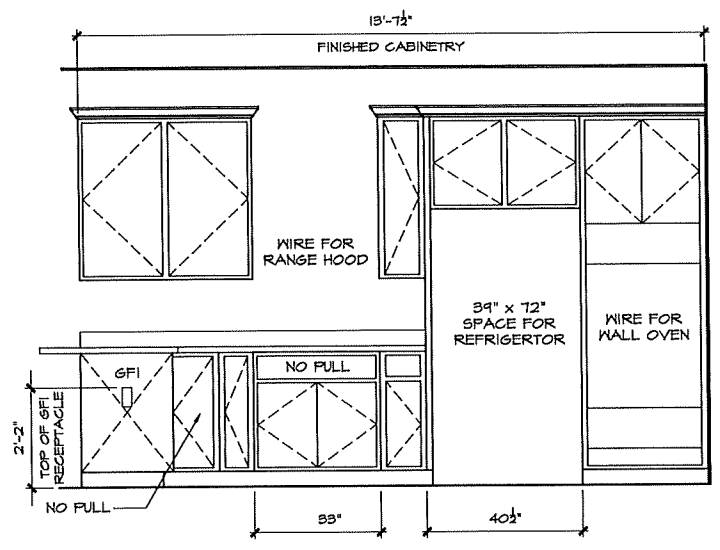 13'-7½"
FINISHED CABINETRY
WIRE FOR
RANGE HOOD
39" x 72"
SPACE FOR
REFRIGERTOR
WIRE FOR
WALL OVEN
GFI
NO PULL
2'-2"
TOP OF GFI
RECEPTACLE
NO PULL
33"
40½"